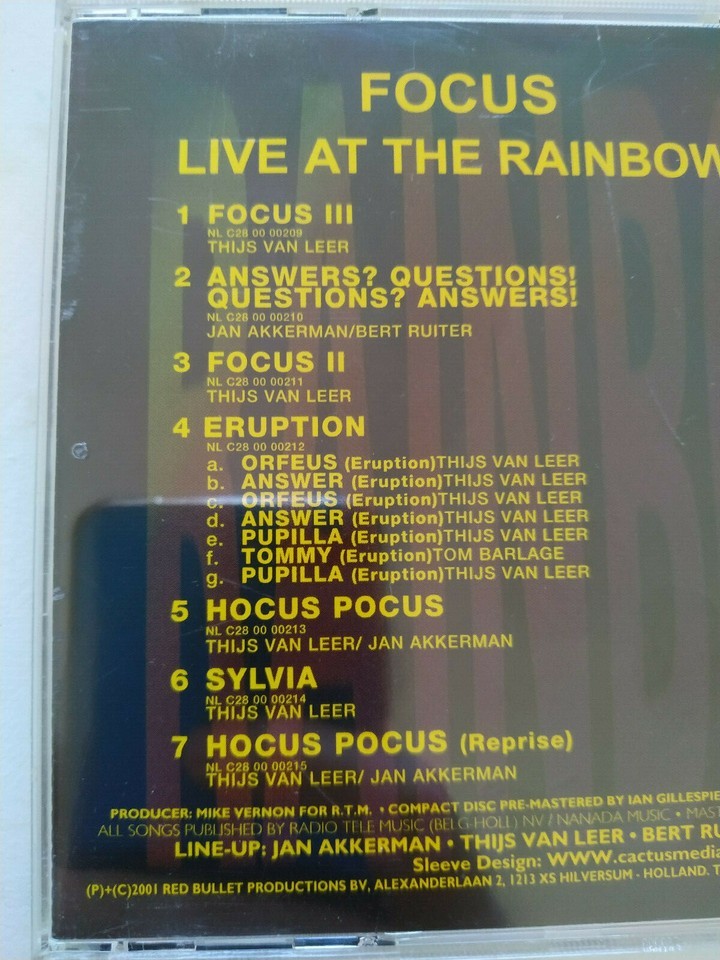 FOCUS
LIVE AT THE RAINBOW
1 FOCUS III
NL C28 00 00209
THIJS VAN LEER
2 ANSWERS? QUESTIONS!
QUESTIONS? ANSWERS!
NL C28 00 00210
JAN AKKERMAN/BERT RUITER
3 FOCUS II
NL C28 00 00211
THIJS VAN LEER
4 ERUPTION
NL C28 00 00212
a. ORFEUS (Eruption)THIJS VAN LEER
b. ANSWER (Eruption)THIJS VAN LEER
c. ORFEUS (Eruption)THIJS VAN LEER
d. ANSWER (Eruption)THIJS VAN LEER
e. PUPILLA (Eruption)THIJS VAN LEER
f. TOMMY (Eruption)TOM BARLAGE
g. PUPILLA (Eruption)THIJS VAN LEER
5 HOCUS POCUS
NL C28 00 00213
THIJS VAN LEER/ JAN AKKERMAN
6 SYLVIA
NL C28 00 00214
THIJS VAN LEER
7 HOCUS POCUS (Reprise)
NL C28 00 00215
THIJS VAN LEER/ JAN AKKERMAN
PRODUCER: MIKE VERNON FOR R.T.M. • COMPACT DISC PRE-MASTERED BY IAN GILLESPIE
ALL SONGS PUBLISHED BY RADIO TELE MUSIC (BELG-HOLL) NV / NANADA MUSIC • MAST
LINE-UP: JAN AKKERMAN • THIJS VAN LEER • BERT RU
Sleeve Design: WWW.cactusmedia
(P)+(C)2001 RED BULLET PRODUCTIONS BV, ALEXANDERLAAN 2, 1213 XS HILVERSUM - HOLLAND. T